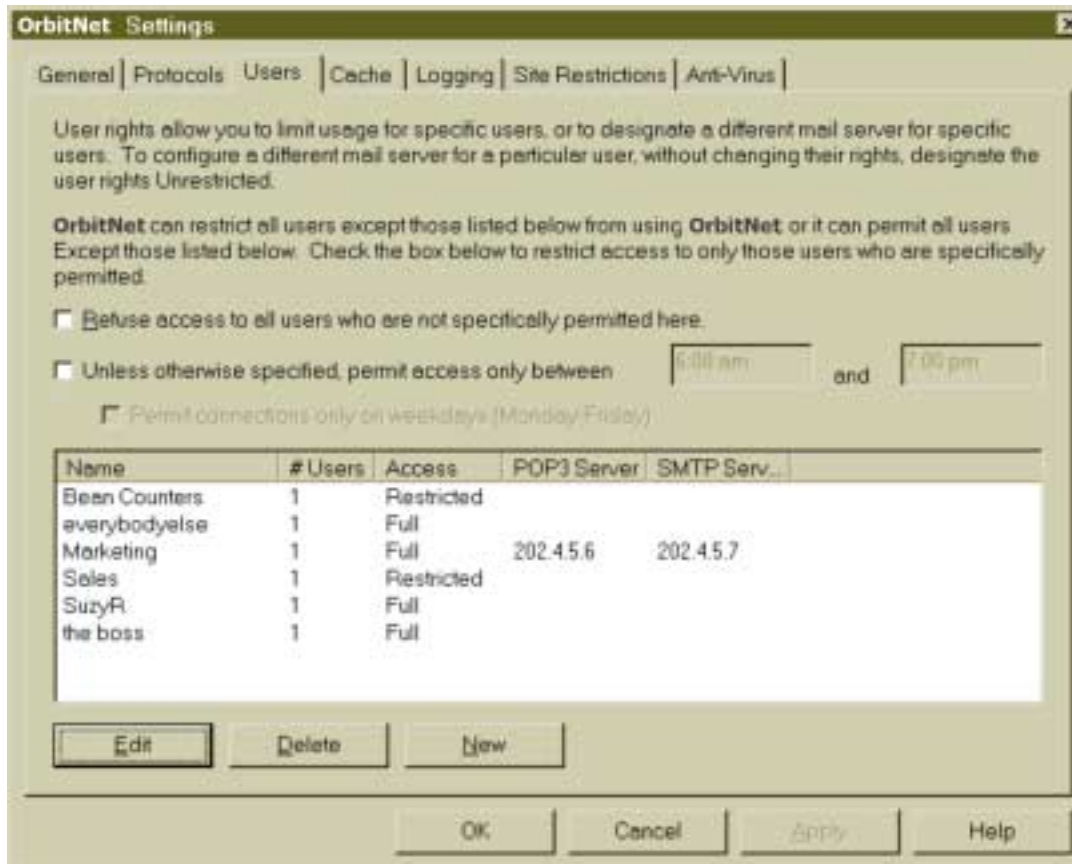 OrbitNet Settings
General Protocols Users Cache Logging Site Restrictions Anti-Virus
User rights allow you to limit usage for specific users, or to designate a different mail server for specific
users. To configure a different mail server for a particular user, without changing their rights, designate the
user rights Unrestricted.
OrbitNet can restrict all users except those listed below from using OrbitNet or it can permit all users
Except those listed below. Check the box below to restrict access to only those users who are specifically
permitted.
Refuse access to all users who are not specifically permitted here.
Unless otherwise specified, permit access only between 6:00 am and 7:00 pm
Permit connections only on weekdays (Monday-Friday)
Name # Users Access POP3 Server SMTP Serv...
Bean Counters 1 Restricted
everybodyelse 1 Full
Marketing 1 Full 202.4.5.6 202.4.5.7
Sales 1 Restricted
SuzyR 1 Full
the boss 1 Full
Edit Delete New
OK Cancel Apply Help